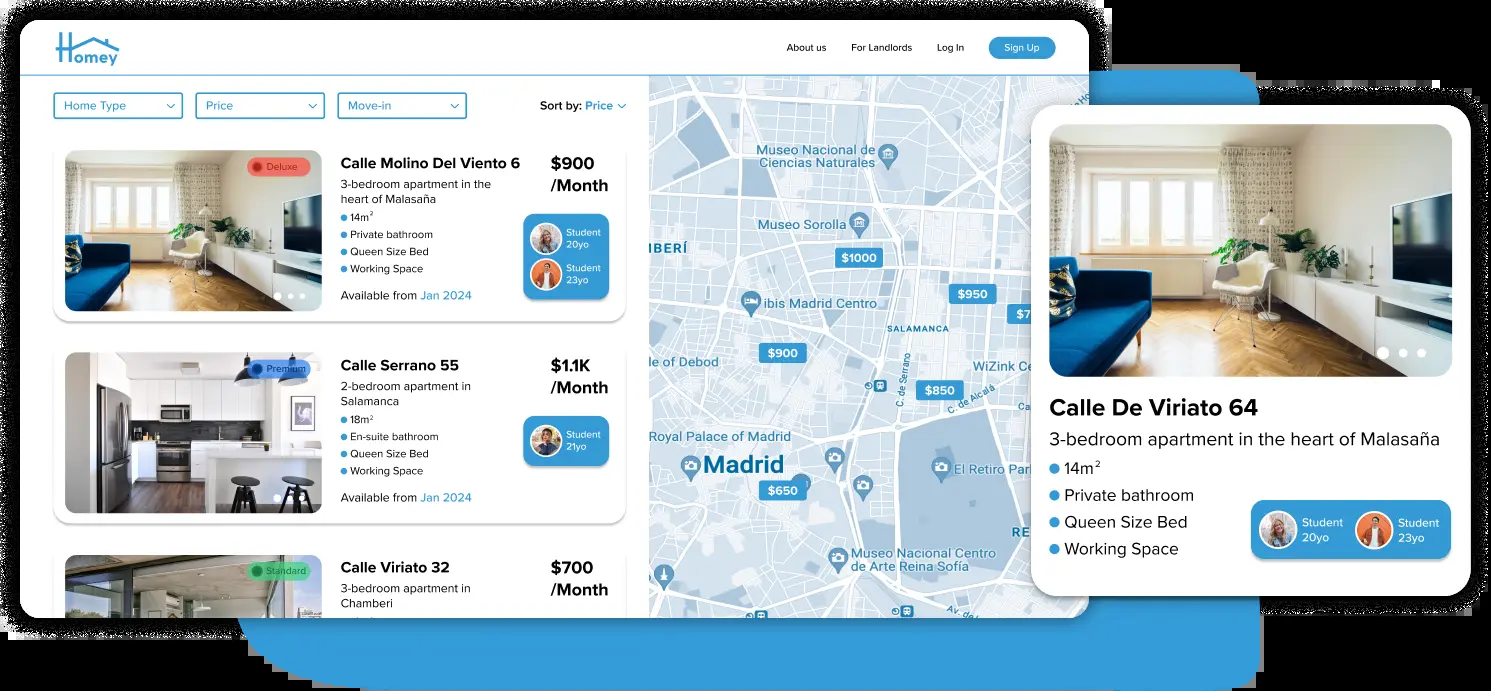 Homey
About us
For Landlords
Log In
Sign Up
Home Type
Price
Move-in
Sort by: Price
Deluxe
Calle Molino Del Viento 6
3-bedroom apartment in the
heart of Malasaña
14m²
Private bathroom
Queen Size Bed
Working Space
Available from Jan 2024
$900
/Month
Student
20yo
Student
23yo
Premium
Calle Serrano 55
2-bedroom apartment in
Salamanca
18m²
En-suite bathroom
Queen Size Bed
Working Space
Available from Jan 2024
$1.1K
/Month
Student
21yo
Standard
Calle Viriato 32
3-bedroom apartment in
Chamberi
$700
/Month
Museo Nacional de
Ciencias Naturales
Museo Sorolla
IBERÍ
$1000
$950
ibis Madrid Centro
$7
SALAMANCA
$900
le of Debod
WiZink Ce
C. de Serrano
$850
C. de Alcalá
Ca
Royal Palace of Madrid
Madrid
El Retiro Par
$650
RE
Museo Nacional Centro
de Arte Reina Sofía
Av. de
Calle De Viriato 64
3-bedroom apartment in the heart of Malasaña
14m²
Private bathroom
Queen Size Bed
Working Space
Student
20yo
Student
23yo